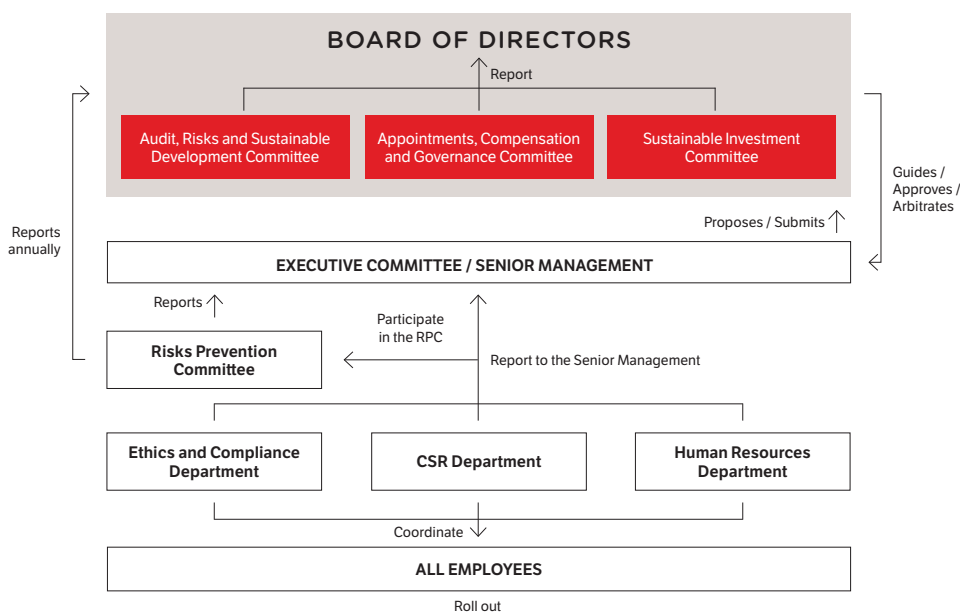 BOARD OF DIRECTORS
Report
Audit, Risks and Sustainable
Development Committee
Appointments, Compensation
and Governance Committee
Sustainable Investment
Committee
Guides /
Approves /
Arbitrates
Reports
annually
Proposes / Submits
EXECUTIVE COMMITTEE / SENIOR MANAGEMENT
Reports
Participate
in the RPC
Risks Prevention
Committee
Report to the Senior Management
Ethics and Compliance
Department
CSR Department
Human Resources
Department
Coordinate
ALL EMPLOYEES
Roll out